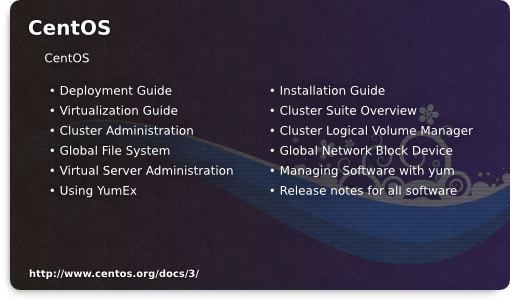 CentOS
CentOS
• Deployment Guide
• Virtualization Guide
• Cluster Administration
• Global File System
• Virtual Server Administration
• Using YumEx
• Installation Guide
• Cluster Suite Overview
• Cluster Logical Volume Manager
• Global Network Block Device
• Managing Software with yum
• Release notes for all software
http://www.centos.org/docs/3/